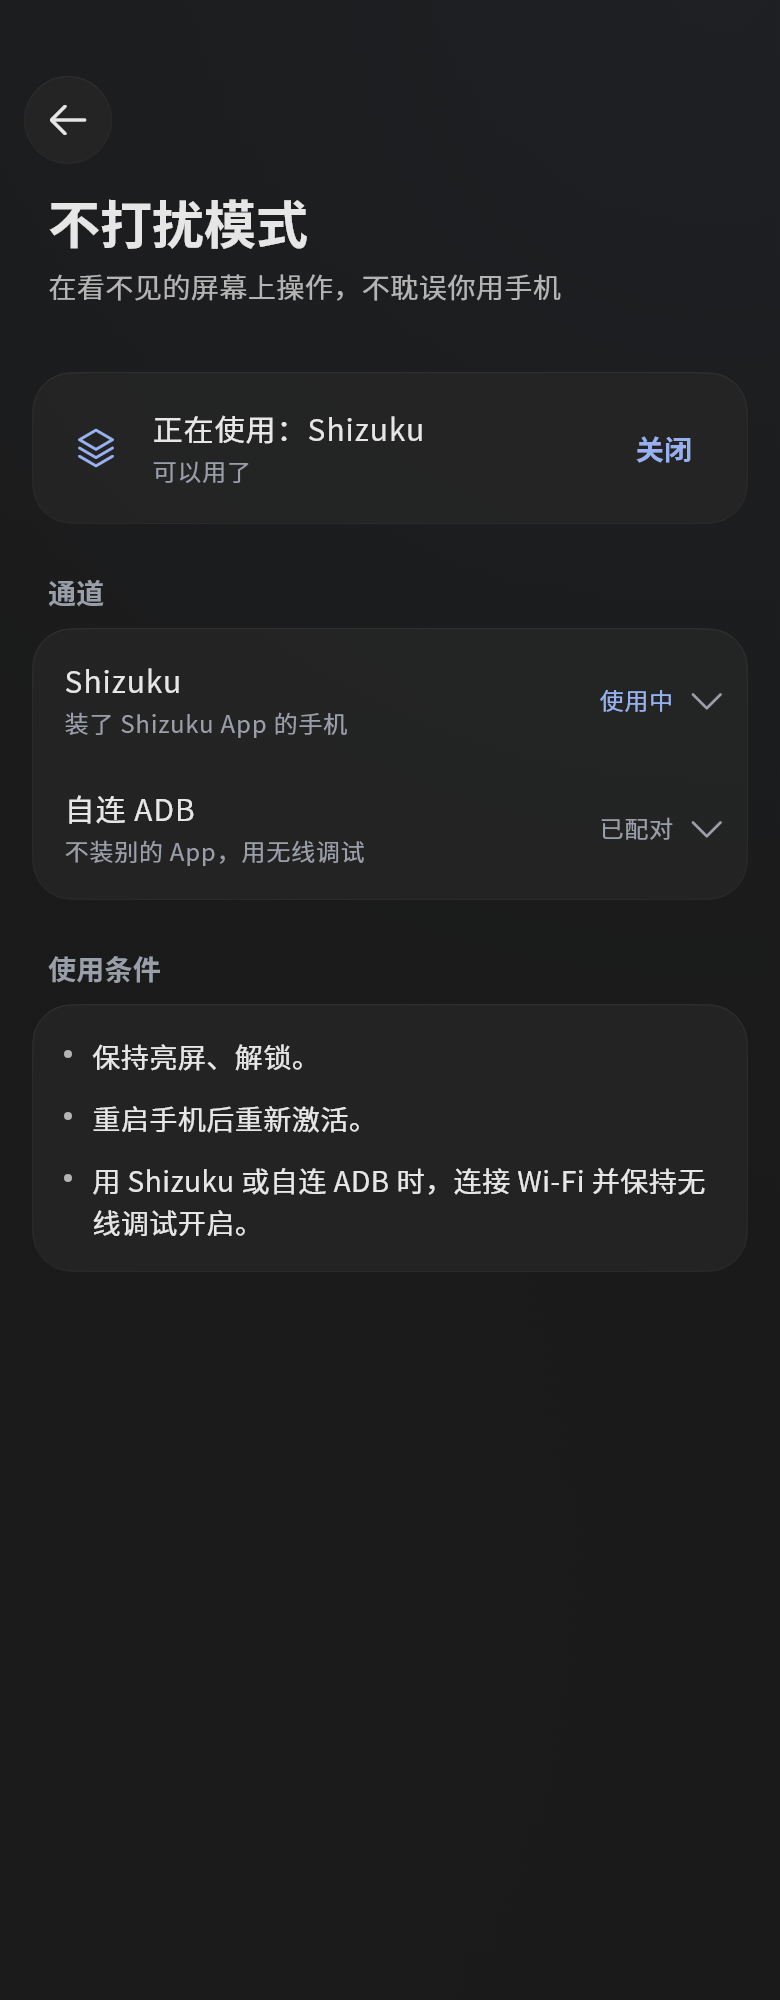 不打扰模式
在看不见的屏幕上操作，不耽误你用手机
正在使用：Shizuku
可以用了
关闭
通道
Shizuku
装了 Shizuku App 的手机
使用中
自连 ADB
不装别的 App，用无线调试
已配对
使用条件
• 保持亮屏、解锁。
• 重启手机后重新激活。
• 用 Shizuku 或自连 ADB 时，连接 Wi-Fi 并保持无
线调试开启。